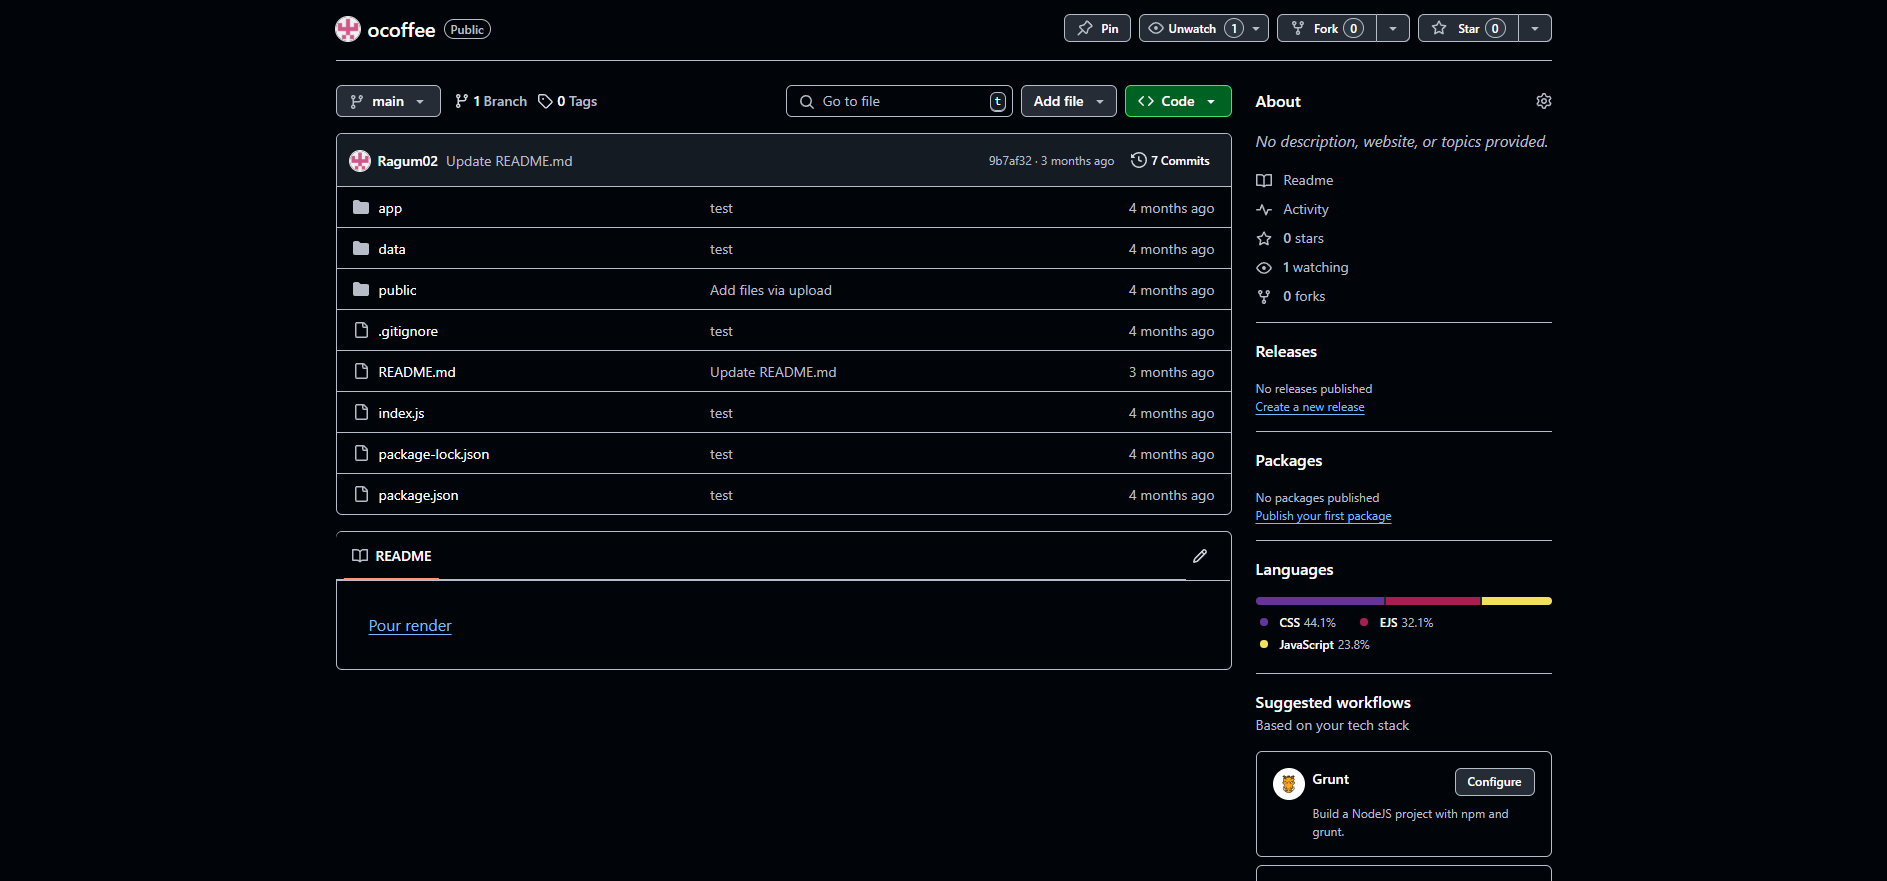 ocoffee Public
Pin Unwatch 1 Fork 0 Star 0
main 1 Branch 0 Tags Go to file t Add file Code
Ragum02 Update README.md 9b7af32 · 3 months ago 7 Commits
app test 4 months ago
data test 4 months ago
public Add files via upload 4 months ago
.gitignore test 4 months ago
README.md Update README.md 3 months ago
index.js test 4 months ago
package-lock.json test 4 months ago
package.json test 4 months ago
README
Pour render
About
No description, website, or topics provided.
Readme
Activity
0 stars
1 watching
0 forks
Releases
No releases published
Create a new release
Packages
No packages published
Publish your first package
Languages
CSS 44.1% EJS 32.1%
JavaScript 23.8%
Suggested workflows
Based on your tech stack
Grunt Configure
Build a NodeJS project with npm and
grunt.